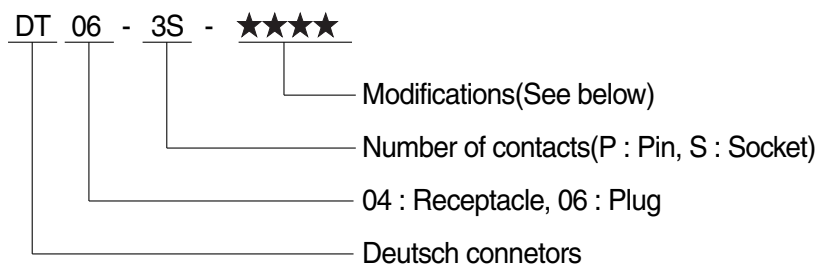 DT 06 - 3S - ★★★★
Modifications(See below)
Number of contacts(P : Pin, S : Socket)
04 : Receptacle, 06 : Plug
Deutsch connetors